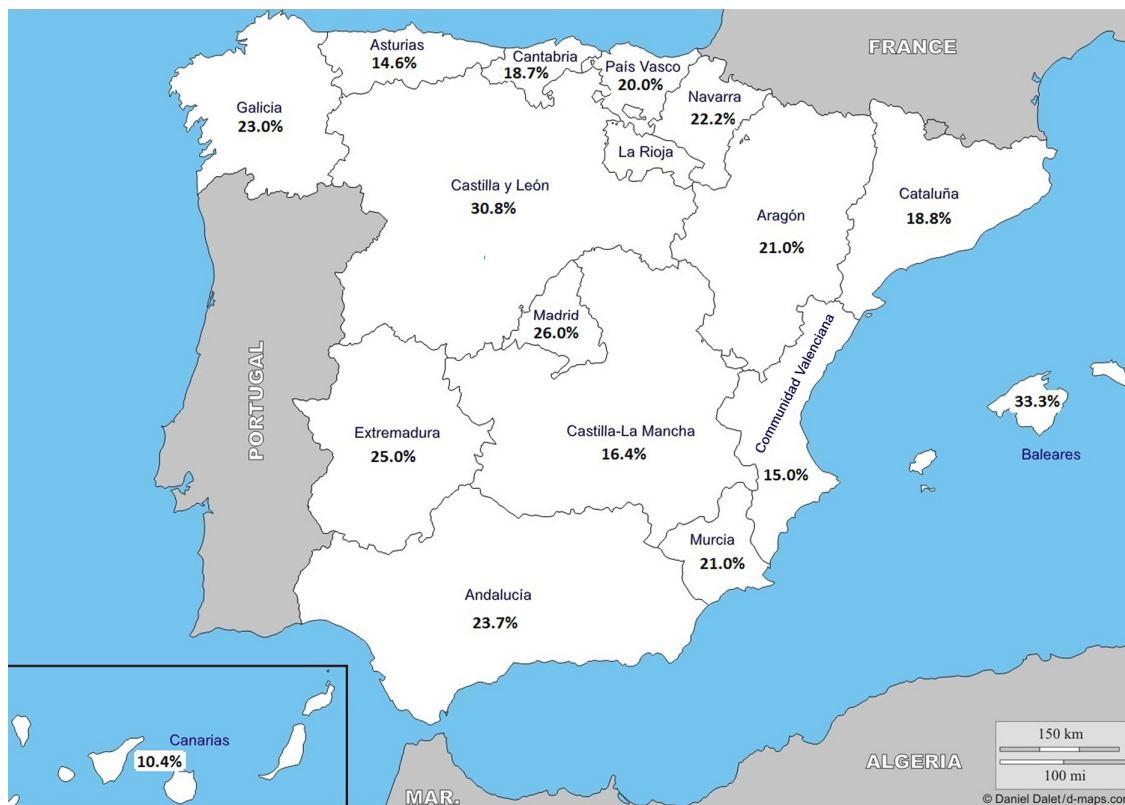 FRANCE
Asturias
14.6%
Cantabria
18.7%
País Vasco
20.0%
Navarra
22.2%
Galicia
23.0%
La Rioja
Castilla y León
30.8%
Cataluña
18.8%
Aragón
21.0%
Madrid
26.0%
PORTUGAL
Communidad Valenciana
15.0%
33.3%
Baleares
Extremadura
25.0%
Castilla-La Mancha
16.4%
Murcia
21.0%
Andalucía
23.7%
Canarias
10.4%
MAR.
ALGERIA
150 km
100 mi
© Daniel Dalet/d-maps.com